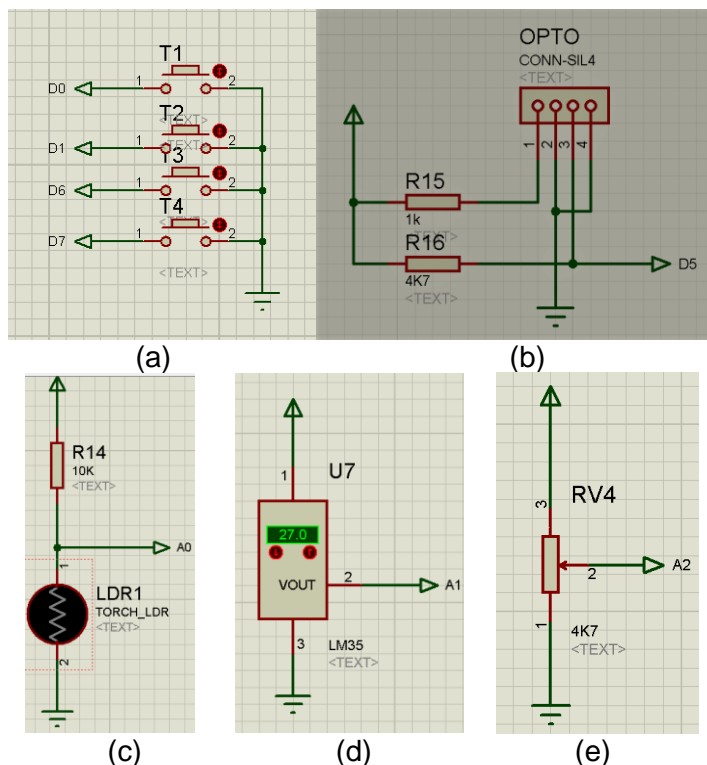 T1
D0 1 2
<TEXT>
T2
D1 1 <TEXT> 2
T3
D6 1 2
<TEXT>
T4
D7 1 2
<TEXT>
OPTO
CONN-SIL4
<TEXT>
1 2 3 4
R15
1k
<TEXT>
R16
4K7
<TEXT>
D5
(a)
(b)
R14
10K
<TEXT>
A0
1
LDR1
TORCH_LDR
<TEXT>
2
(c)
1
U7
27.0
VOUT
2
A1
3
LM35
<TEXT>
(d)
3
RV4
2
A2
1
4K7
<TEXT>
(e)